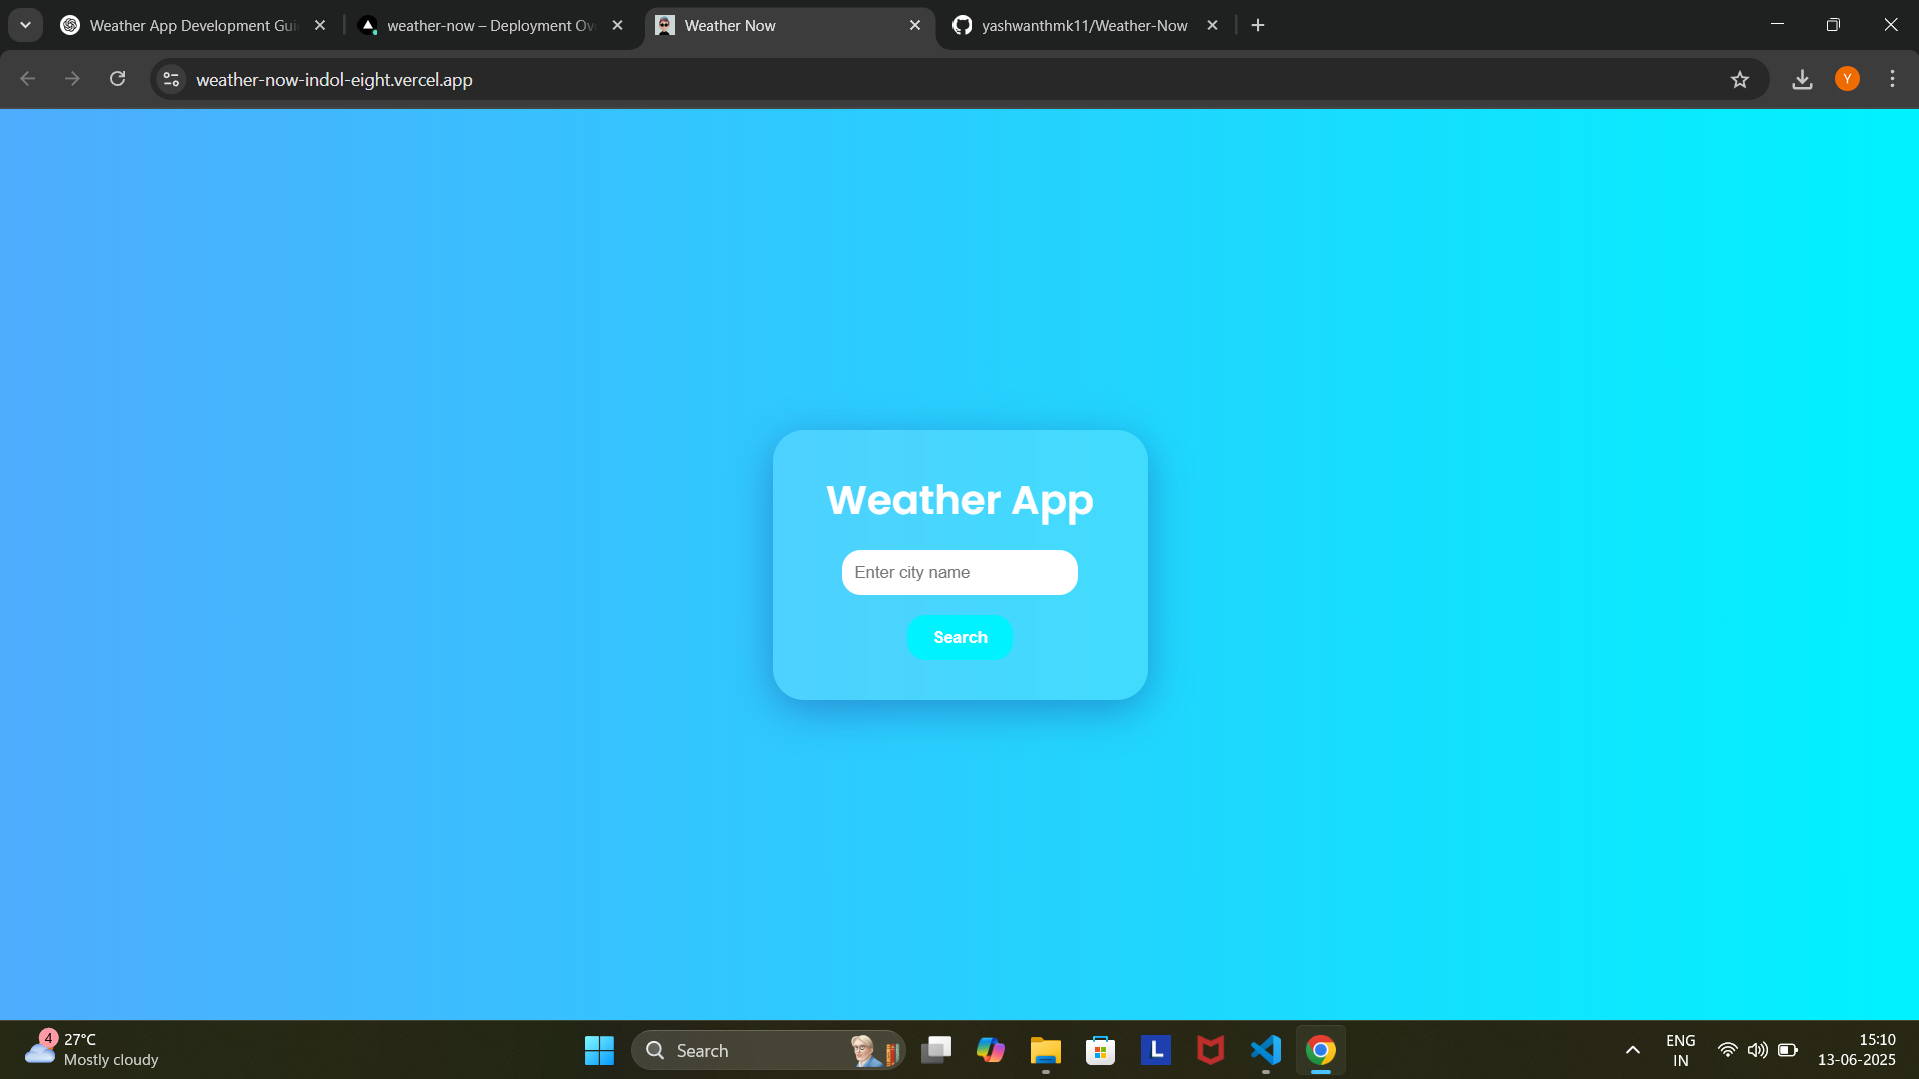 Weather App Development Gui
weather-now – Deployment Ov
Weather Now
yashwanthmk11/Weather-Now
weather-now-indol-eight.vercel.app
Y
Weather App
Enter city name
Search
4
27°C
Mostly cloudy
Search
L
ENG
IN
15:10
13-06-2025